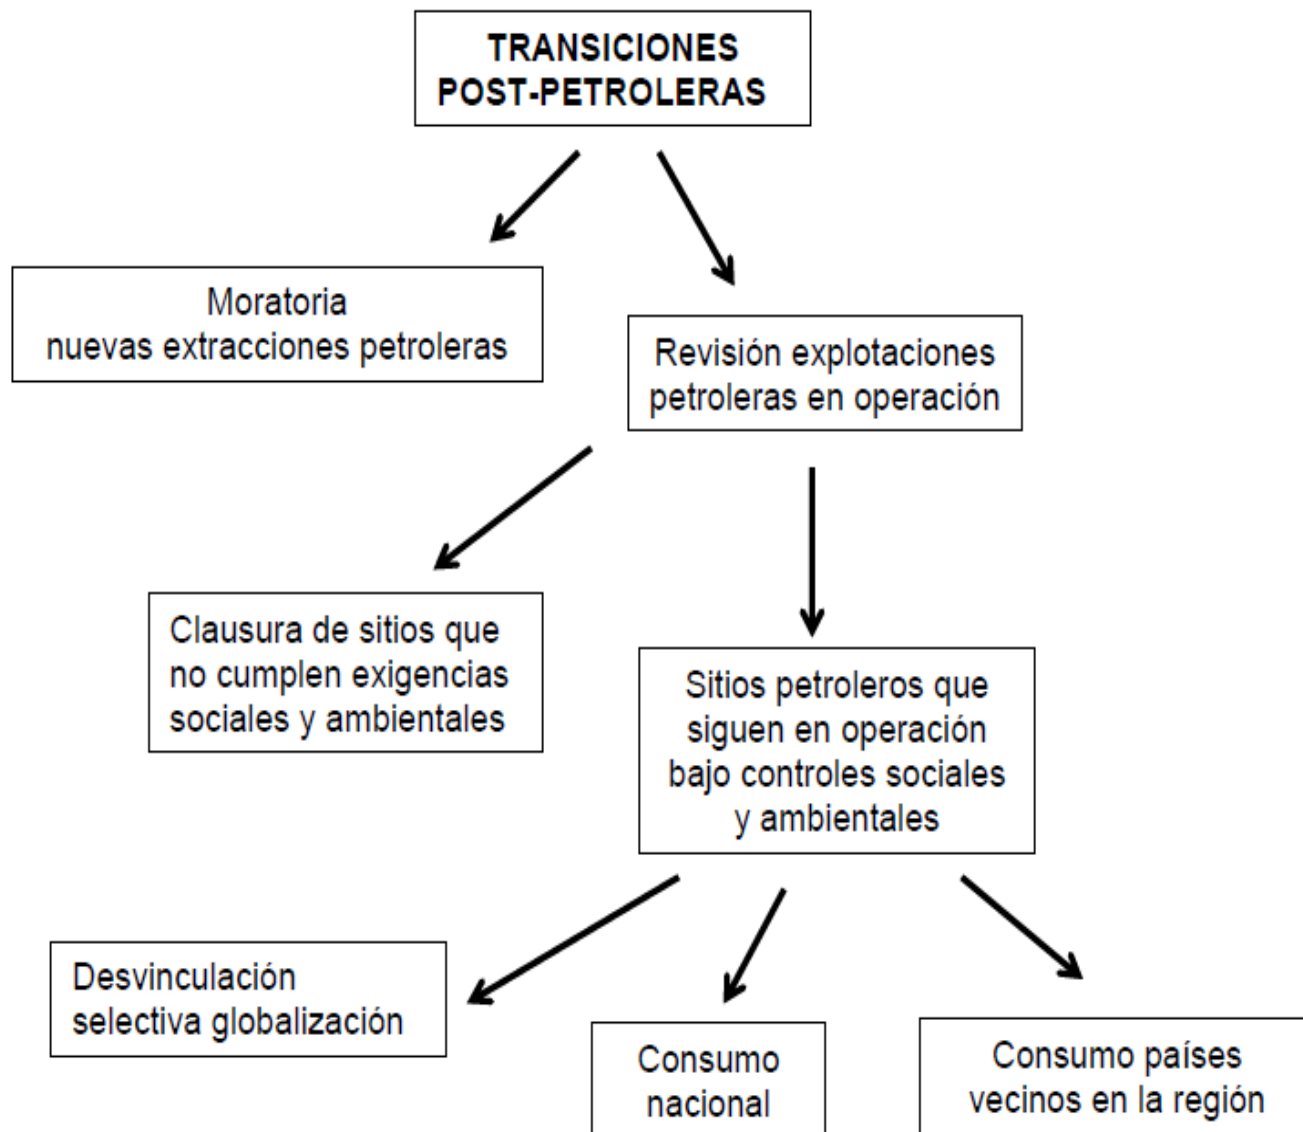 TRANSICIONES
POST-PETROLERAS
Moratoria
nuevas extracciones petroleras
Revisión explotaciones
petroleras en operación
Clausura de sitios que
no cumplen exigencias
sociales y ambientales
Sitios petroleros que
siguen en operación
bajo controles sociales
y ambientales
Desvinculación
selectiva globalización
Consumo
nacional
Consumo países
vecinos en la región